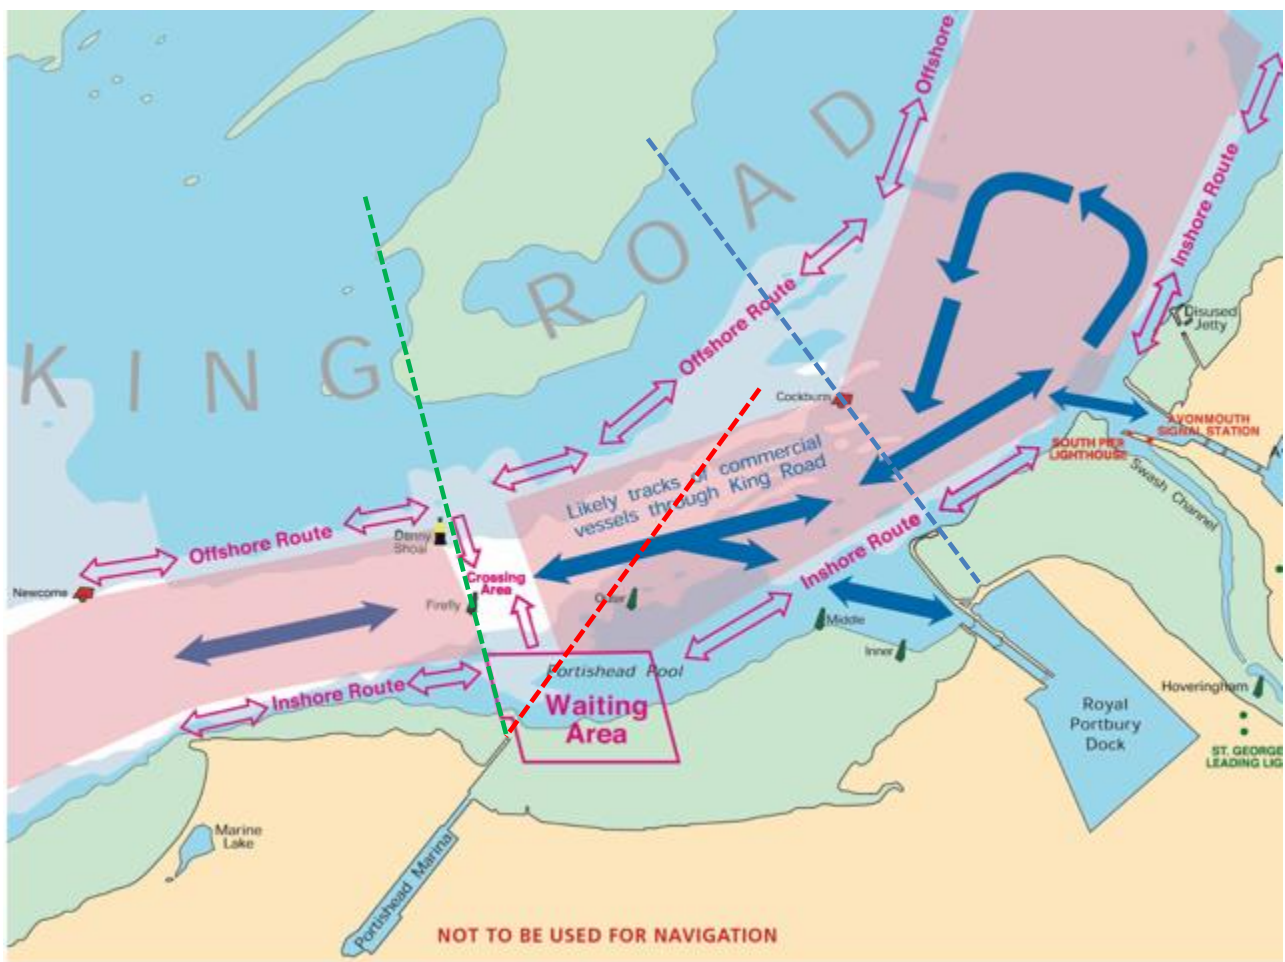 Offshore
KING ROAD
Inshore Route
Disused
Jetty
Offshore Route
Cockburn
AVONMOUTH
SIGNAL STATION
SOUTH PIER
LIGHTHOUSE
Swash Channel
Likely tracks of commercial
vessels through King Road
Denny
Shoal
Offshore Route
Crossing
Area
Newcome
Firefly
Outer
Inshore Route
Middle
Inner
Portishead Pool
Waiting
Area
Inshore Route
Hoveringham
Royal
Portbury
Dock
ST. GEORGE
Marine
Lake
Portishead Marina
NOT TO BE USED FOR NAVIGATION